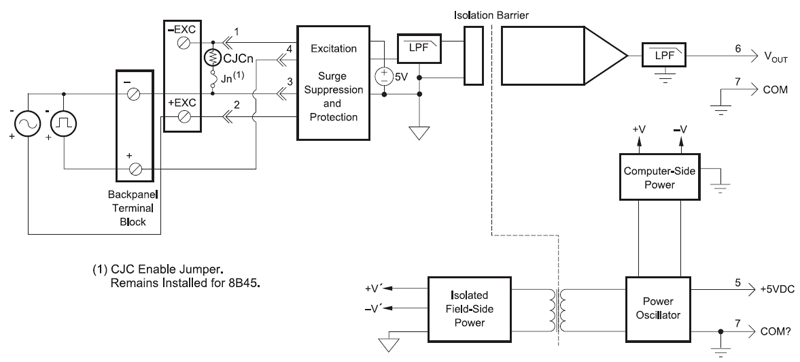 Isolation Barrier
–EXC
1
4
CJCn
Jn(1)
3
+EXC
2
Excitation
Surge
Suppression
and
Protection
5V
LPF
LPF
6
VOUT
7
COM
–
+
–
+
-
+
-
+
Backpanel
Terminal
Block
+V
–V
Computer-Side
Power
(1) CJC Enable Jumper.
Remains Installed for 8B45.
+V´
–V´
Isolated
Field-Side
Power
Power
Oscillator
5
+5VDC
7
COM?